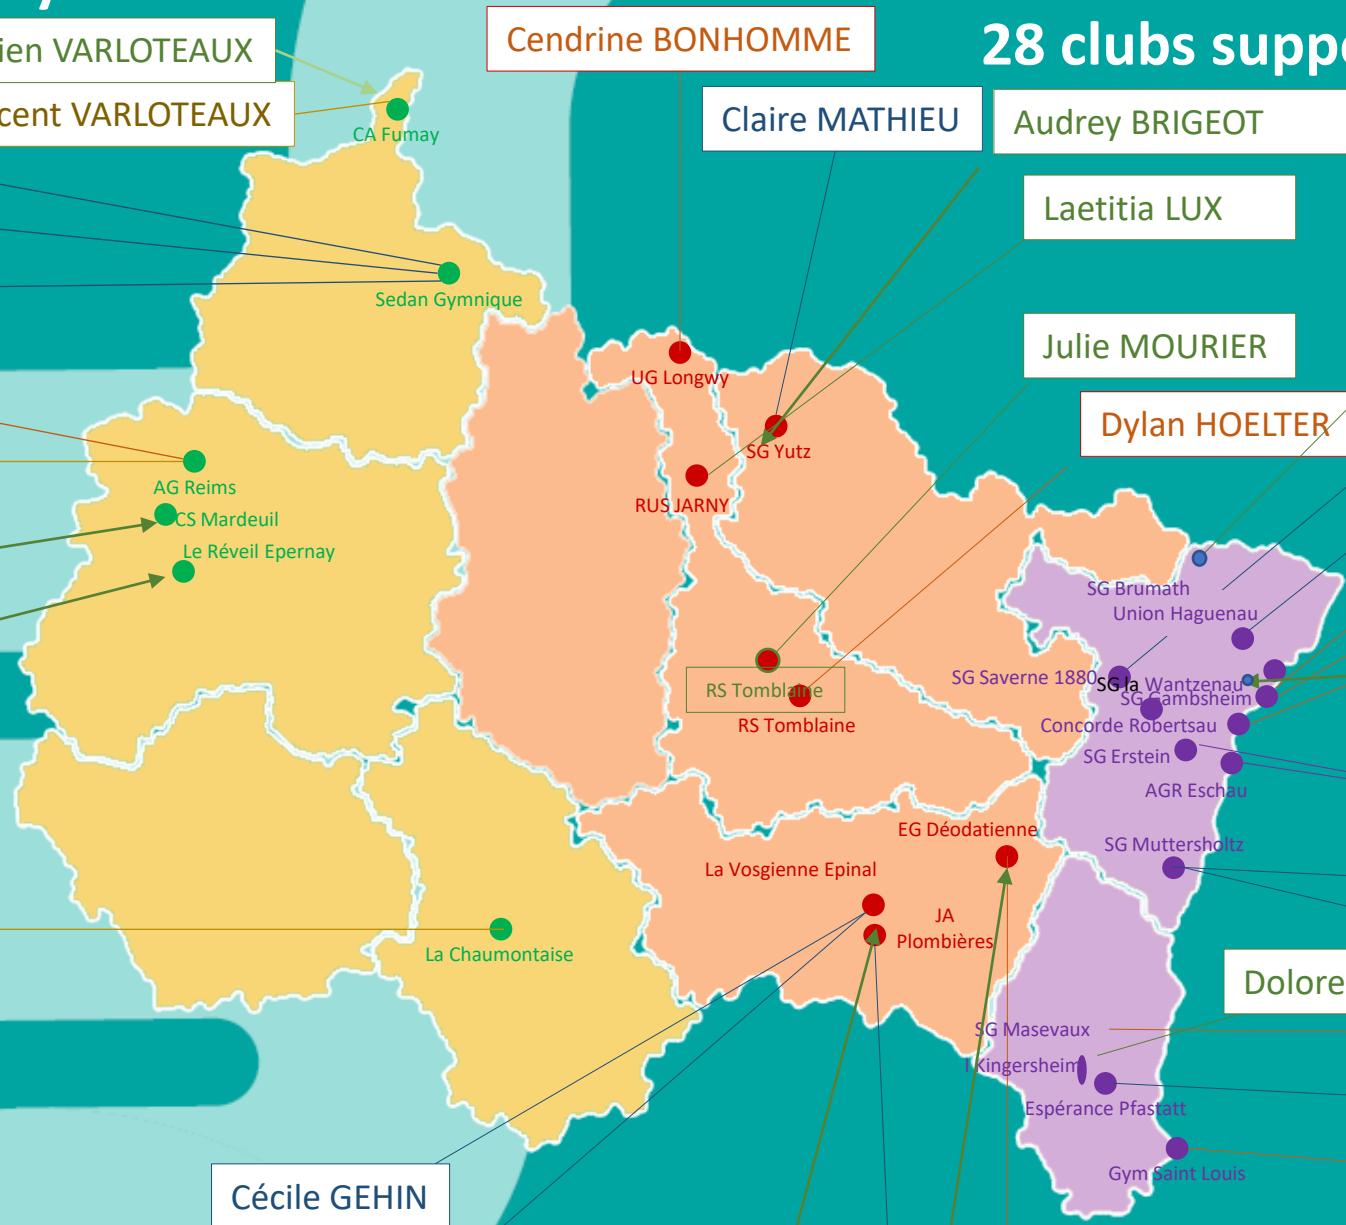 28 clubs suppo
ien VARLOTEAUX
Cendrine BONHOMME
cent VARLOTEAUX
Claire MATHIEU
Audrey BRIGEOT
CA Fumay
Laetitia LUX
Sedan Gymnique
Julie MOURIER
UG Longwy
Dylan HOELTER
SG Yutz
AG Reims
RUS JARNY
CS Mardeuil
Le Réveil Epernay
SG Brumath
Union Haguenau
SG Saverne 1880
SG la Wantzenau
RS Tomblaine
SG Gambsheim
RS Tomblaine
Concorde Robertsau
SG Erstein
AGR Eschau
EG Déodatienne
SG Muttersholtz
La Vosgienne Epinal
JA
Plombières
La Chaumontaise
Dolore
SG Masevaux
Kingersheim
Espérance Pfastatt
Gym Saint Louis
Cécile GEHIN